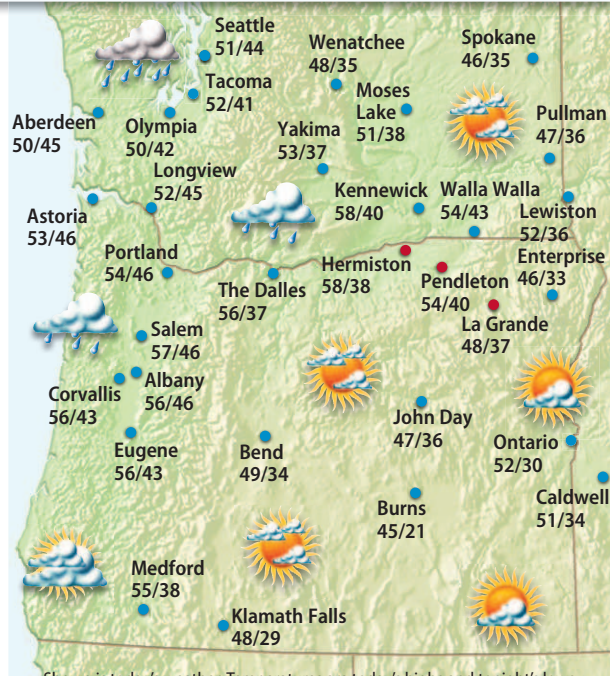 Seattle
51/44
Wenatchee
48/35
Spokane
46/35
Tacoma
52/41
Moses
Lake
51/38
Pullman
47/36
Aberdeen
50/45
Olympia
50/42
Yakima
53/37
Longview
52/45
Kennewick
58/40
Walla Walla
54/43
Lewiston
52/36
Astoria
53/46
Portland
54/46
The Dalles
56/37
Hermiston
58/38
Pendleton
54/40
Enterprise
46/33
La Grande
48/37
Salem
57/46
Corvallis
56/43
Albany
56/46
John Day
47/36
Eugene
56/43
Bend
49/34
Ontario
52/30
Caldwell
51/34
Burns
45/21
Medford
55/38
Klamath Falls
48/29